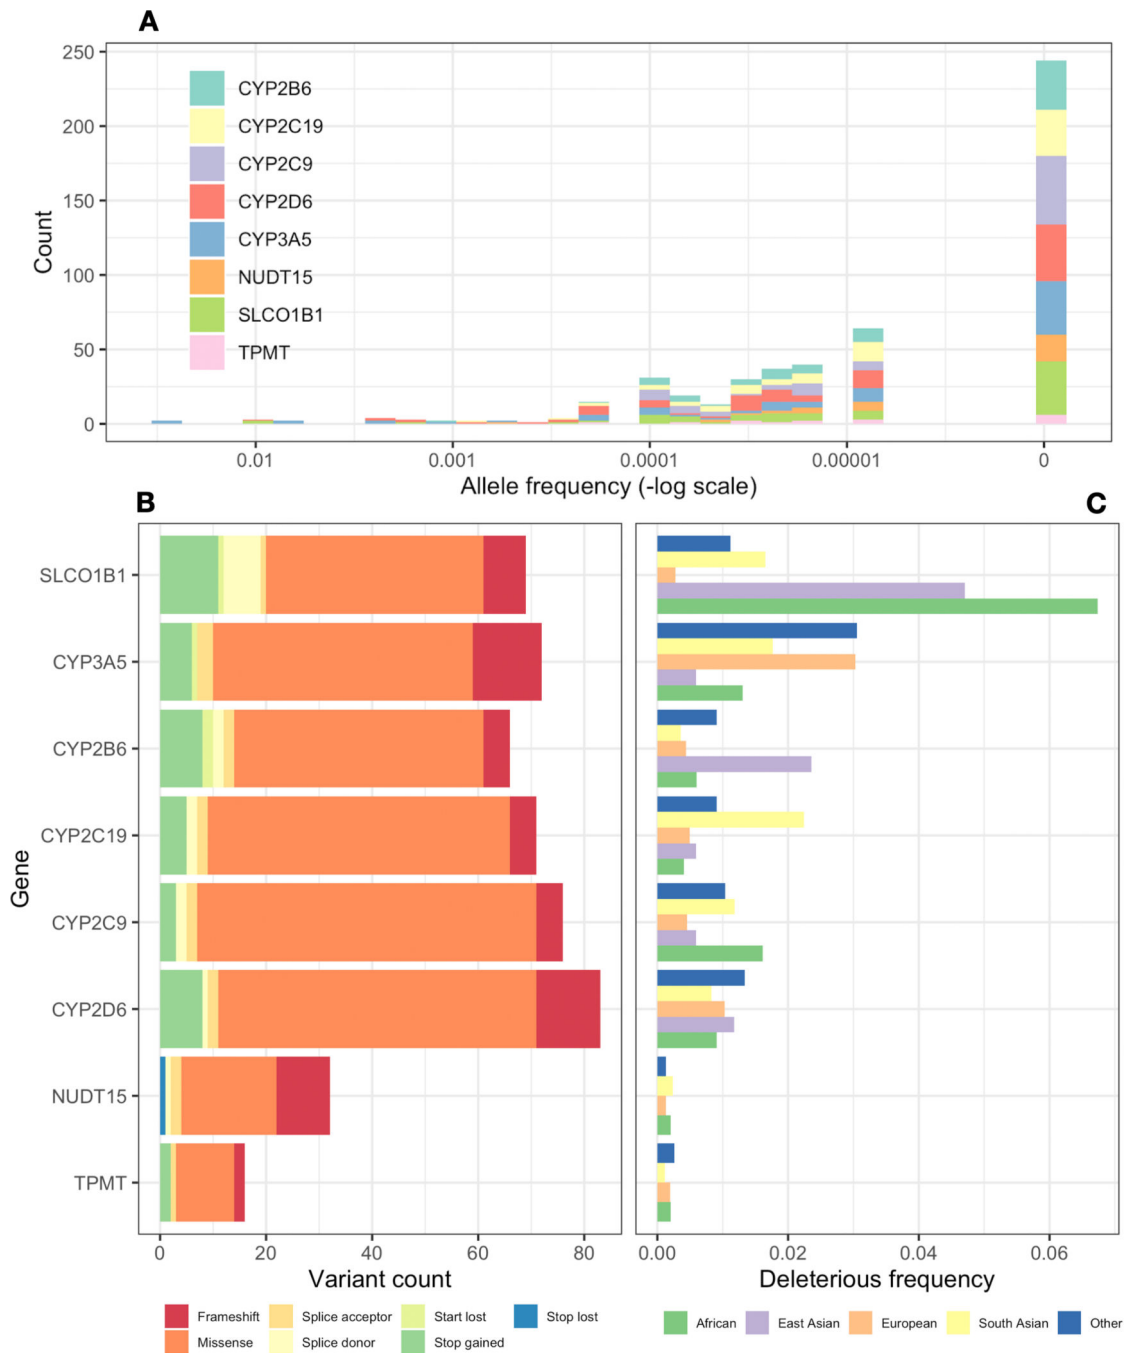 A
250
200
150
100
50
0
Count
CYP2B6
CYP2C19
CYP2C9
CYP2D6
CYP3A5
NUDT15
SLCO1B1
TPMT
0.01 0.001 0.0001 0.00001 0
Allele frequency (-log scale)
B
C
Gene
SLCO1B1
CYP3A5
CYP2B6
CYP2C19
CYP2C9
CYP2D6
NUDT15
TPMT
0 20 40 60 80
Variant count
0.00 0.02 0.04 0.06
Deleterious frequency
Frameshift Splice acceptor Start lost Stop lost
Missense Splice donor Stop gained
African East Asian European South Asian Other